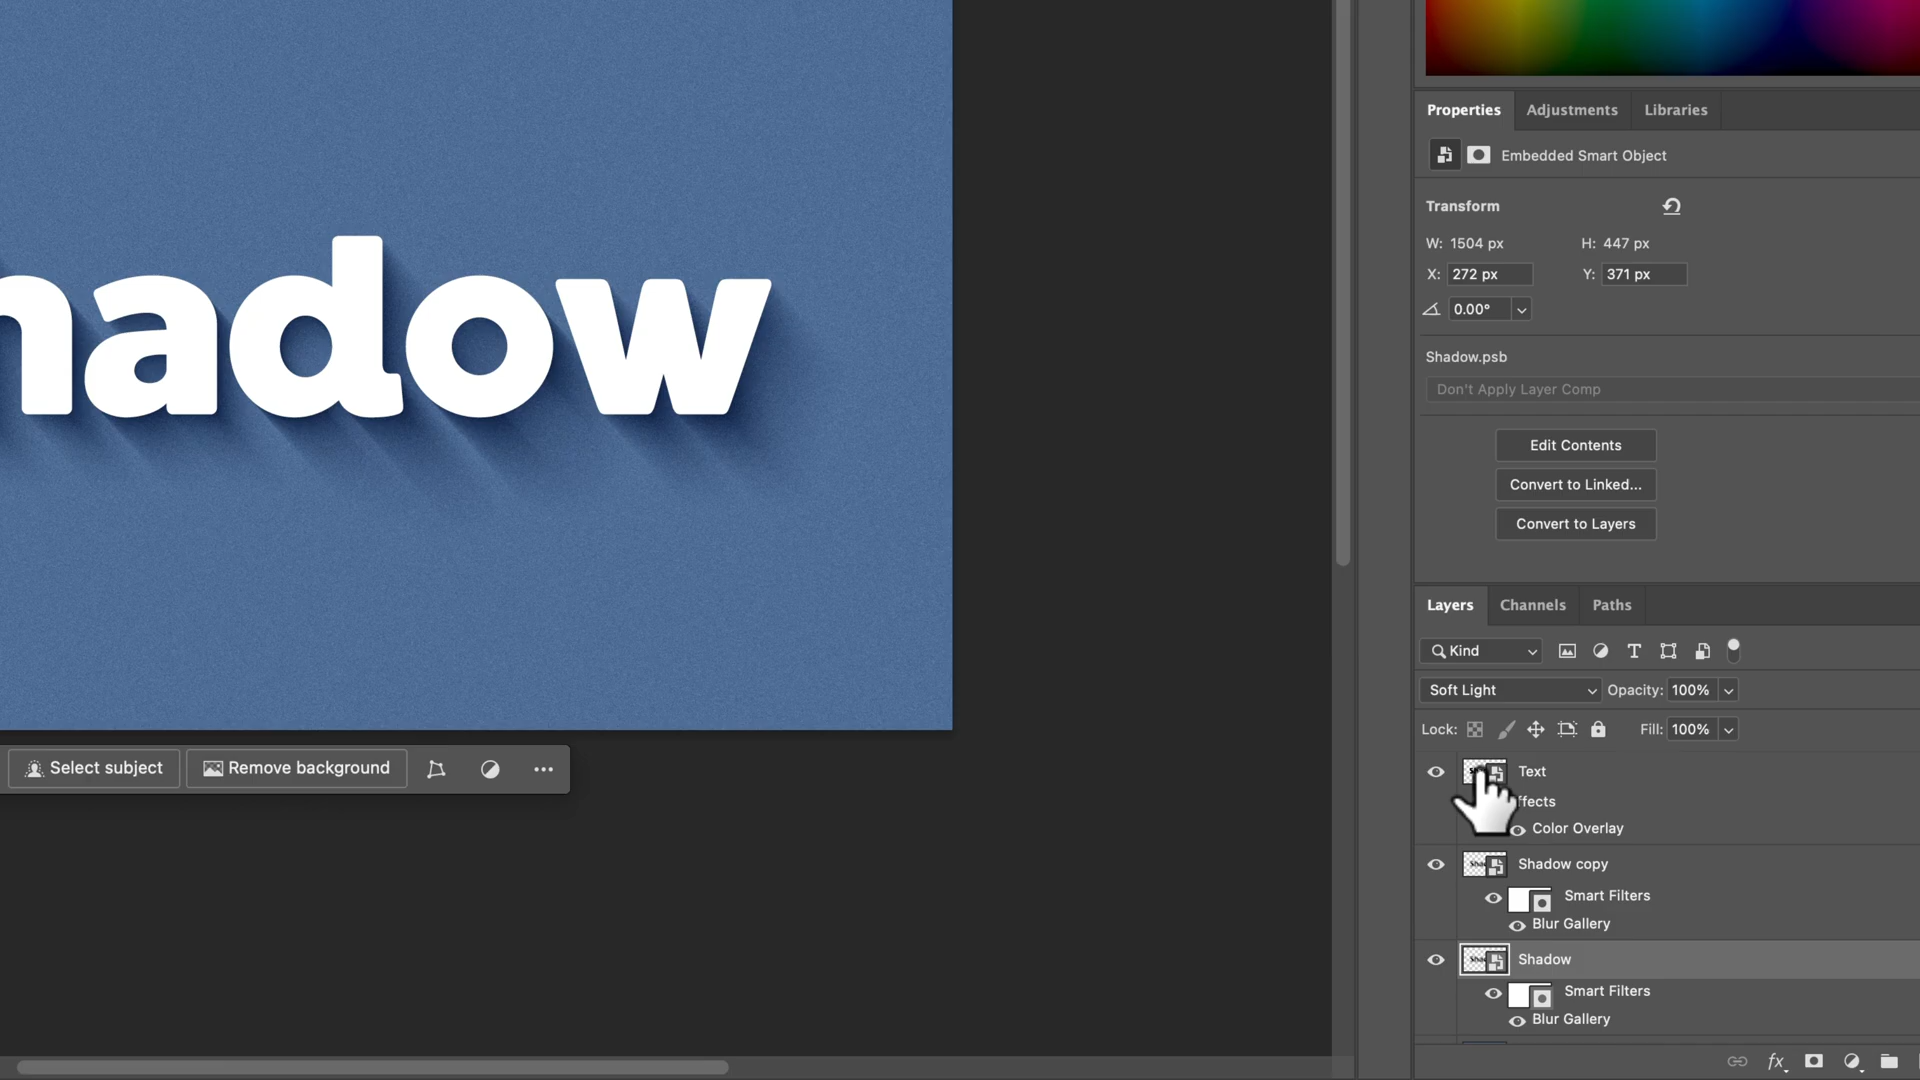 Properties
Adjustments
Libraries
Embedded Smart Object
Transform
W: 1504 px
H: 447 px
X: 272 px
Y: 371 px
0.00°
Shadow.psb
Don't Apply Layer Comp
Edit Contents
Convert to Linked...
Convert to Layers
hadow
Layers
Channels
Paths
Kind
Soft Light
Opacity: 100%
Lock:
Fill: 100%
Select subject
Remove background
Text
ffects
Color Overlay
Shadow copy
Smart Filters
Blur Gallery
Shadow
Smart Filters
Blur Gallery
fx